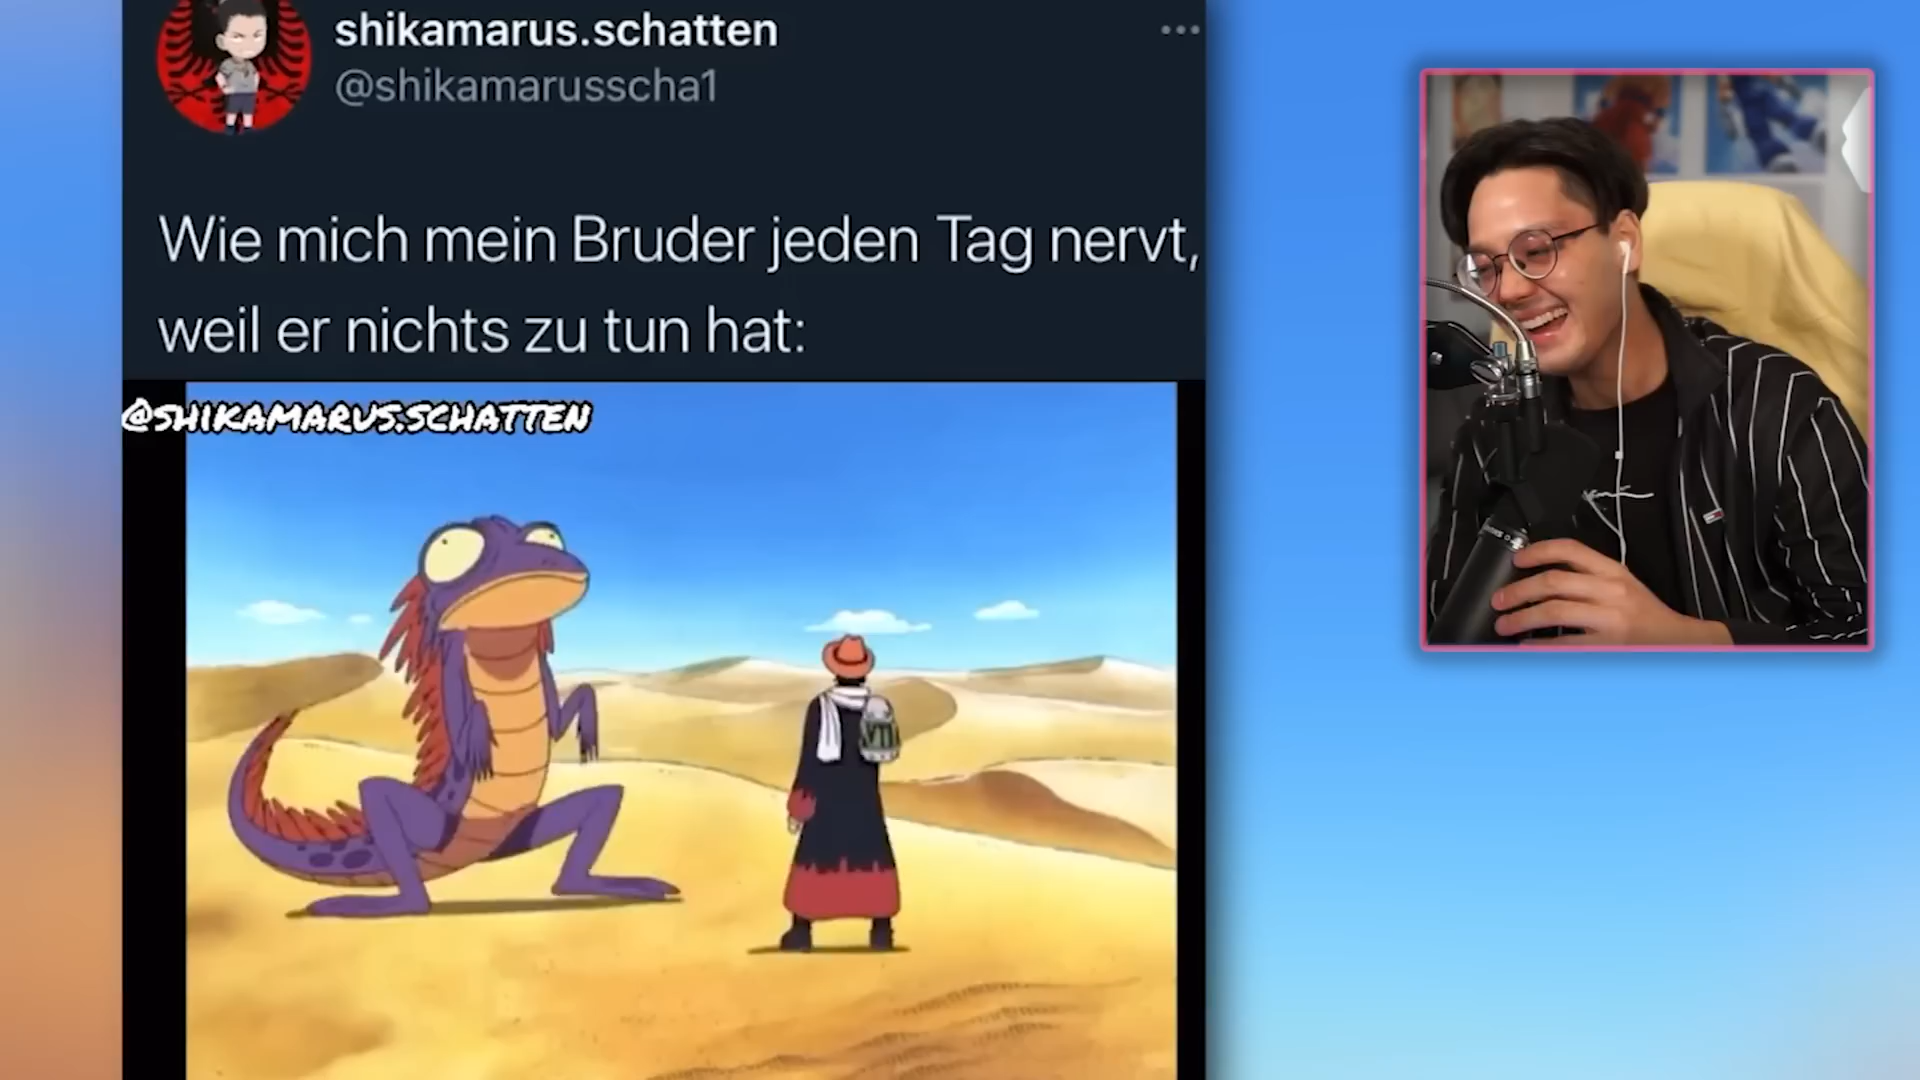 shikamarus.schatten
@shikamarusscha1
Wie mich mein Bruder jeden Tag nervt,
weil er nichts zu tun hat:
@SHIKAMARUS.SCHATTEN